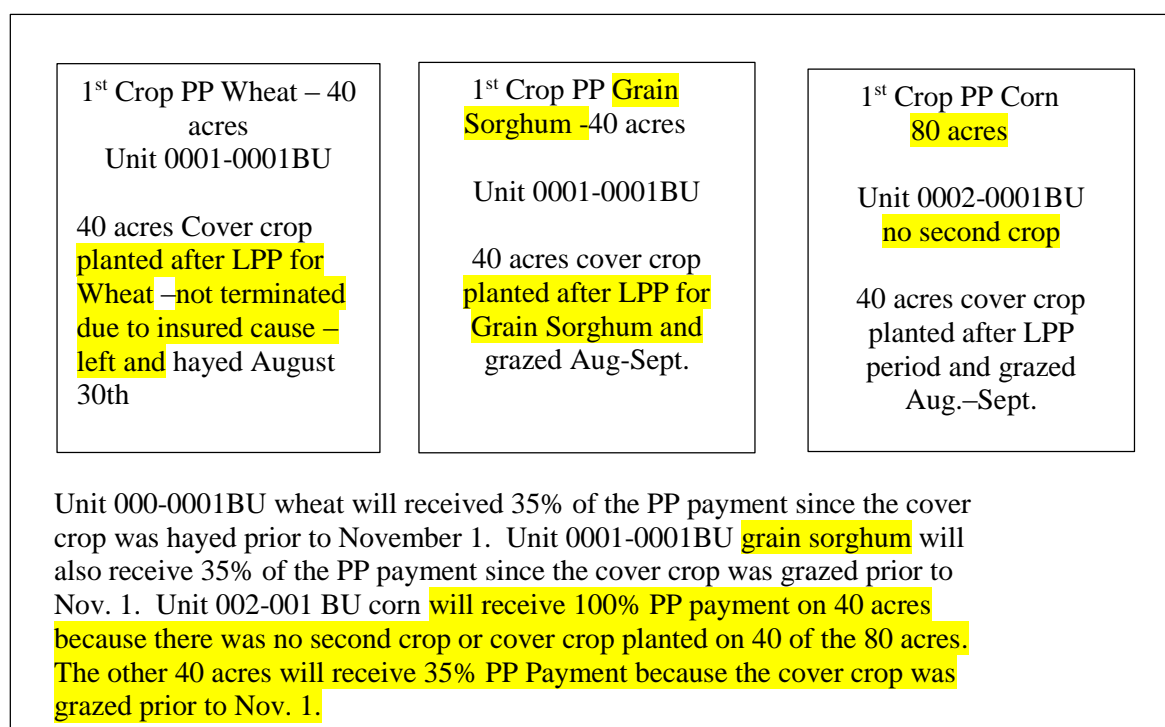 1st Crop PP Wheat – 40
acres
Unit 0001-0001BU
40 acres Cover crop
planted after LPP for
Wheat –not terminated
due to insured cause –
left and hayed August
30th
1st Crop PP Grain
Sorghum -40 acres
Unit 0001-0001BU
40 acres cover crop
planted after LPP for
Grain Sorghum and
grazed Aug-Sept.
1st Crop PP Corn
80 acres
Unit 0002-0001BU
no second crop
40 acres cover crop
planted after LPP
period and grazed
Aug.–Sept.
Unit 000-0001BU wheat will received 35% of the PP payment since the cover
crop was hayed prior to November 1.  Unit 0001-0001BU grain sorghum will
also receive 35% of the PP payment since the cover crop was grazed prior to
Nov. 1.  Unit 002-001 BU corn will receive 100% PP payment on 40 acres
because there was no second crop or cover crop planted on 40 of the 80 acres.
The other 40 acres will receive 35% PP Payment because the cover crop was
grazed prior to Nov. 1.